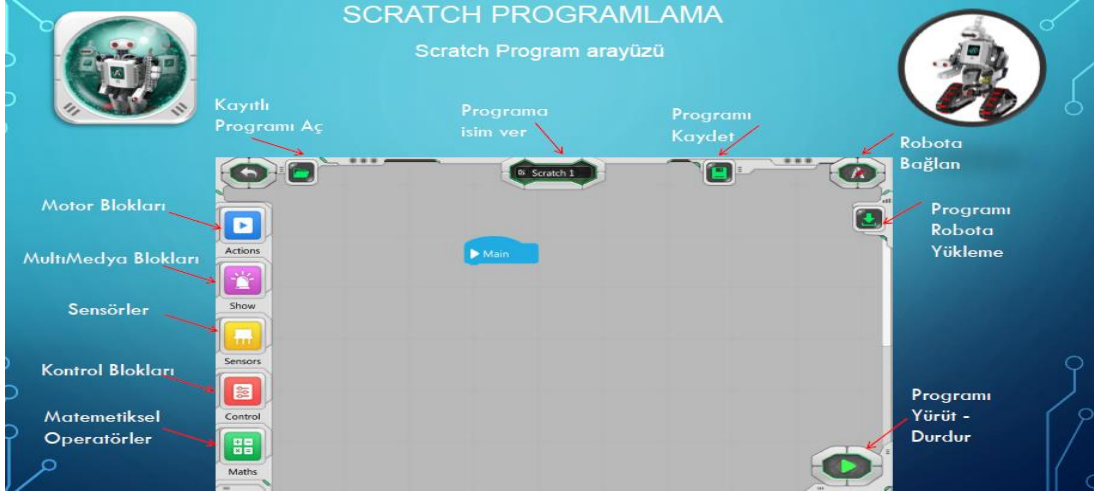 SCRATCH PROGRAMLAMA
Scratch Program arayüzü
Kayıtlı
Programı Aç
Programa
isim ver
Programı
Kaydet
Robota
Bağlan
Scratch 1
Motor Blokları
Actions
Programı
Robota
Yükleme
MultiMedya Blokları
Show
Main
Sensörler
Sensors
Kontrol Blokları
Control
Matemetiksel
Operatörler
Maths
Programı
Yürüt -
Durdur